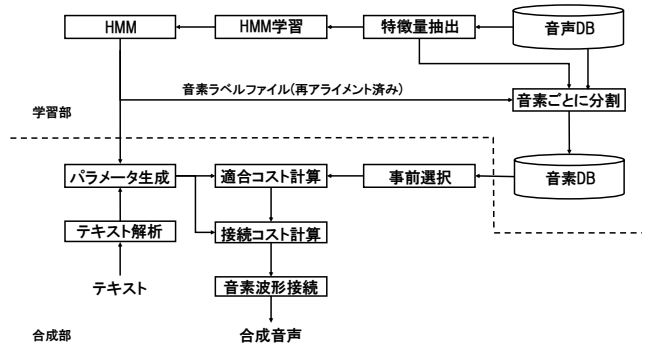 HMM
HMM学習
特徴量抽出
音声DB
音素ラベルファイル(再アライメント済み)
音素ごとに分割
学習部
パラメータ生成
適合コスト計算
事前選択
音素DB
テキスト解析
接続コスト計算
テキスト
音素波形接続
合成部
合成音声